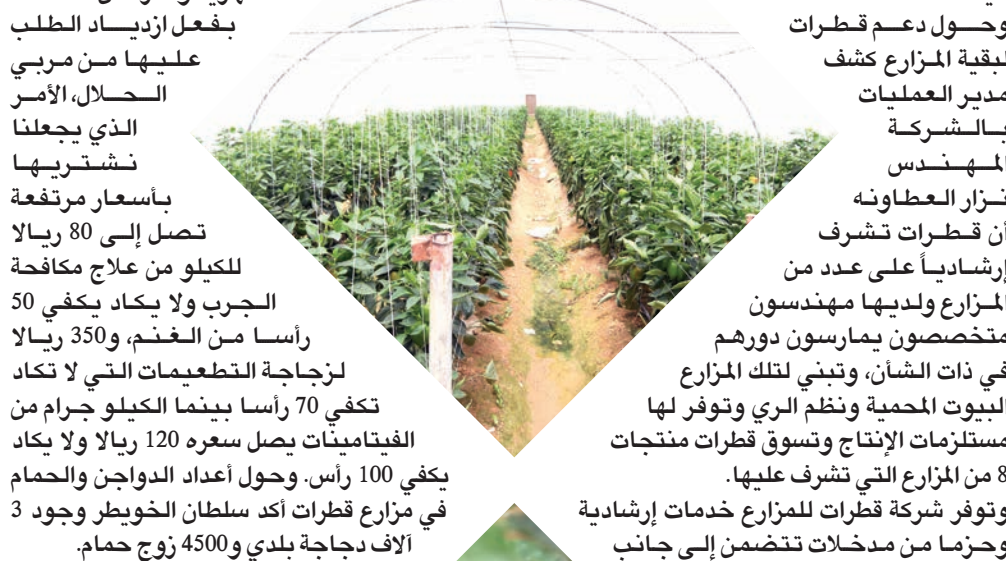 وحول دعم قطرات
لبقية المزارع كشف
مدير العمليات
بالشركة
المهندس
نزار العطاونه
أن قطرات تشرف
إرشادياً على عدد من
المزارع ولديها مهندسون
متخصصون يمارسون دورهم
في ذات الشأن، وتبني لتلك المزارع
البيوت المحمية ونظم الري وتوفر لها
مستلزمات الإنتاج وتسوق قطرات منتجات
8 من المزارع التي تشرف عليها.
وتوفر شركة قطرات للمزارع خدمات إرشادية
وحزما من مدخلات تتضمن إلى جانب
بفعل ازدياد الطلب
عليها من مربي
الحلال، الأمر
الذي يجعلنا
نشتريها
بأسعار مرتفعة
تصل إلى 80 ريالا
للكيلو من علاج مكافحة
الجرب ولا يكاد يكفي 50
رأسا من الغنم، و350 ريالا
لزجاجة التطعيمات التي لا تكاد
تكفي 70 رأسا بينما الكيلو جرام من
الفيتامينات يصل سعره 120 ريالا ولا يكاد
يكفي 100 رأس. وحول أعداد الدواجن والحمام
في مزارع قطرات أكد سلطان الخويطر وجود 3
آلاف دجاجة بلدي و4500 زوج حمام.